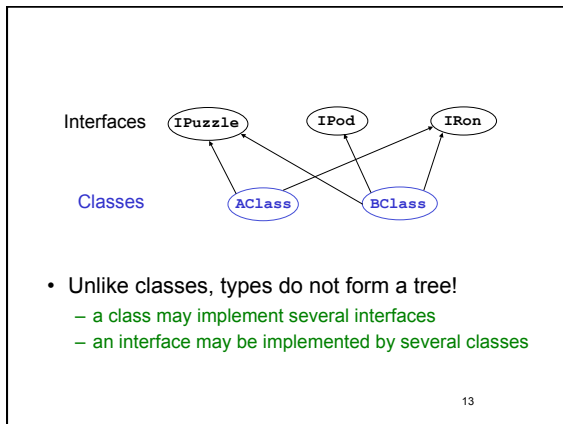 Interfaces IPuzzle IPod IRon
Classes AClass BClass
• Unlike classes, types do not form a tree!
– a class may implement several interfaces
– an interface may be implemented by several classes
13